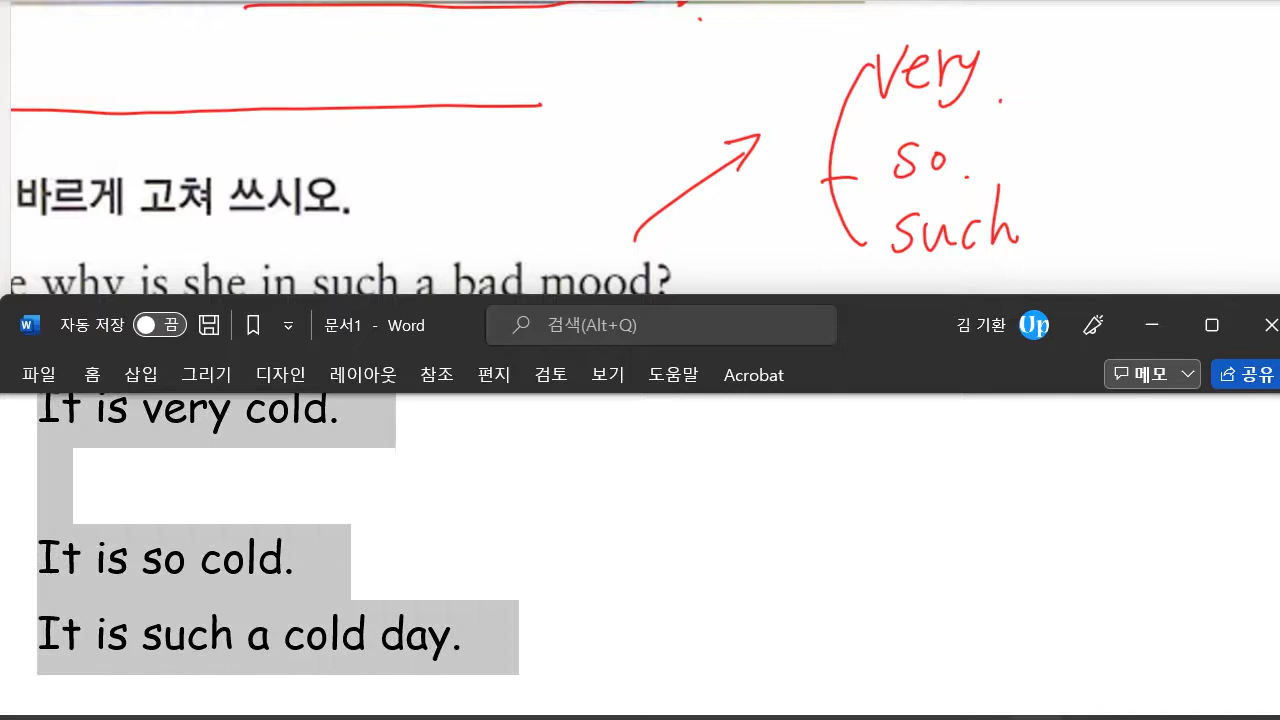 very.
so.
such
바르게 고쳐 쓰시오.
e why is she in such a bad mood?
자동 저장 끔 문서1 - Word 검색(Alt+Q) 김 기환 Up
파일 홈 삽입 그리기 디자인 레이아웃 참조 편지 검토 보기 도움말 Acrobat 메모 공유
It is very cold.
It is so cold.
It is such a cold day.